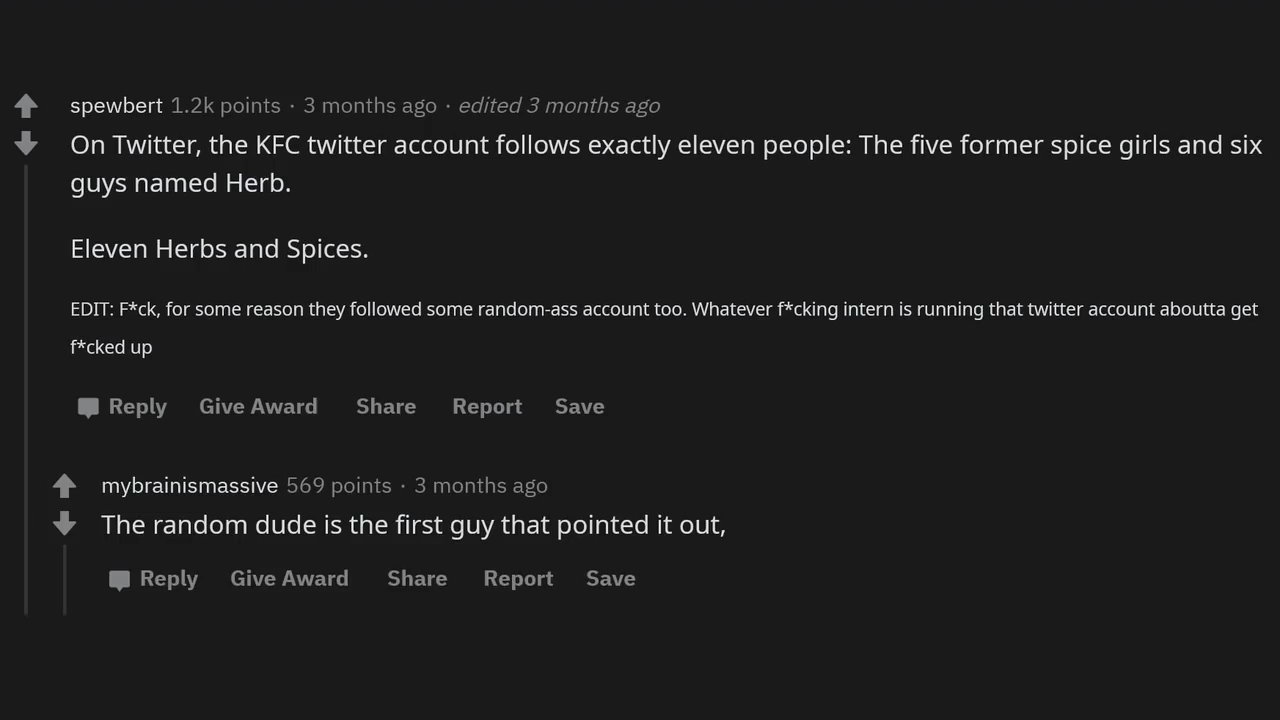 spewbert 1.2k points · 3 months ago · edited 3 months ago
On Twitter, the KFC twitter account follows exactly eleven people: The five former spice girls and six
guys named Herb.
Eleven Herbs and Spices.
EDIT: F*ck, for some reason they followed some random-ass account too. Whatever f*cking intern is running that twitter account aboutta get
f*cked up
Reply Give Award Share Report Save
mybrainismassive 569 points · 3 months ago
The random dude is the first guy that pointed it out,
Reply Give Award Share Report Save